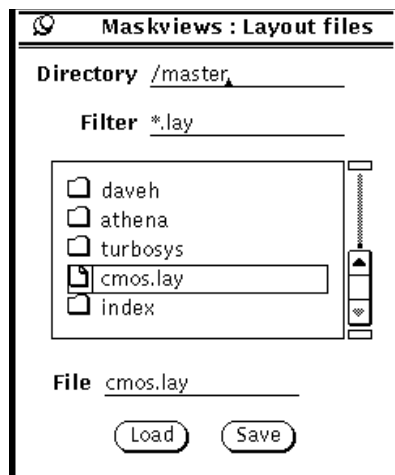 Maskviews : Layout files
Directory /master
Filter *.lay
daveh
athena
turbosys
cmos.lay
index
File cmos.lay
Load Save